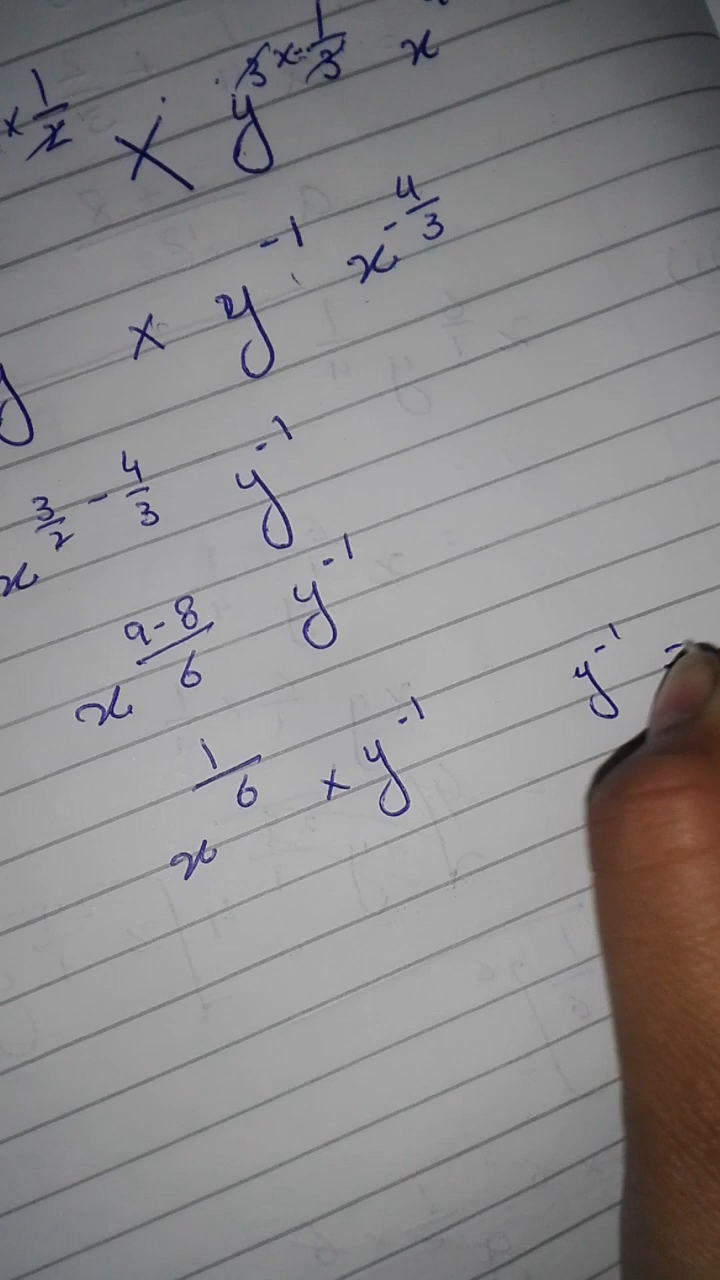 × 1/2 × y^(3 × -1/3) x
y × y^-1 x^(-4/3)
x^(3/2 - 4/3) y^-1
x^((9-8)/6) y^-1
x^(1/6) × y^-1 y^-1 =